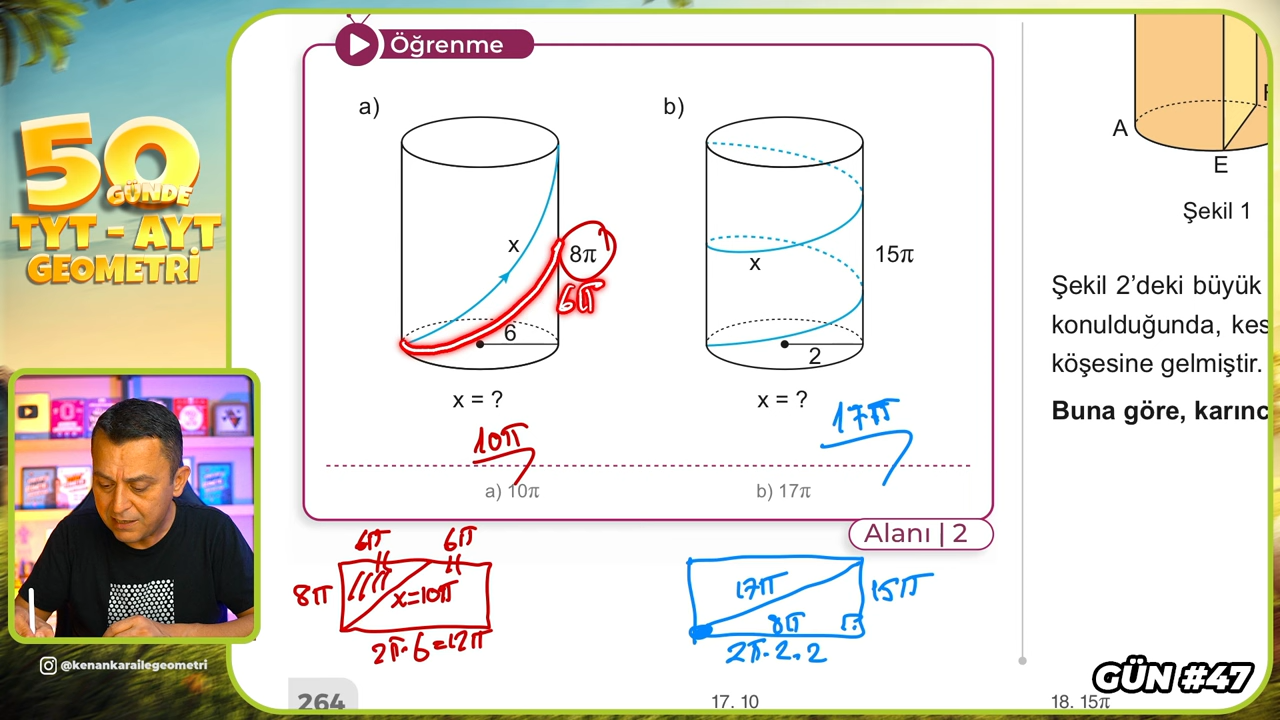 50
GÜNDE
TYT - AYT
GEOMETRİ
Öğrenme
a)
x
8π
6π
6
x = ?
10π
a) 10π
b)
x
15π
2
x = ?
17π
b) 17π
Alanı | 2
6π 6π
8π
x=10π
2π·6=12π
17π
15π
8π
2π·2·2
A
E
Şekil 1
Şekil 2'deki büyük
konulduğunda, kes
köşesine gelmiştir.
Buna göre, karınc
@kenankarailegeometri
264
17. 10
18. 15π
GÜN #47